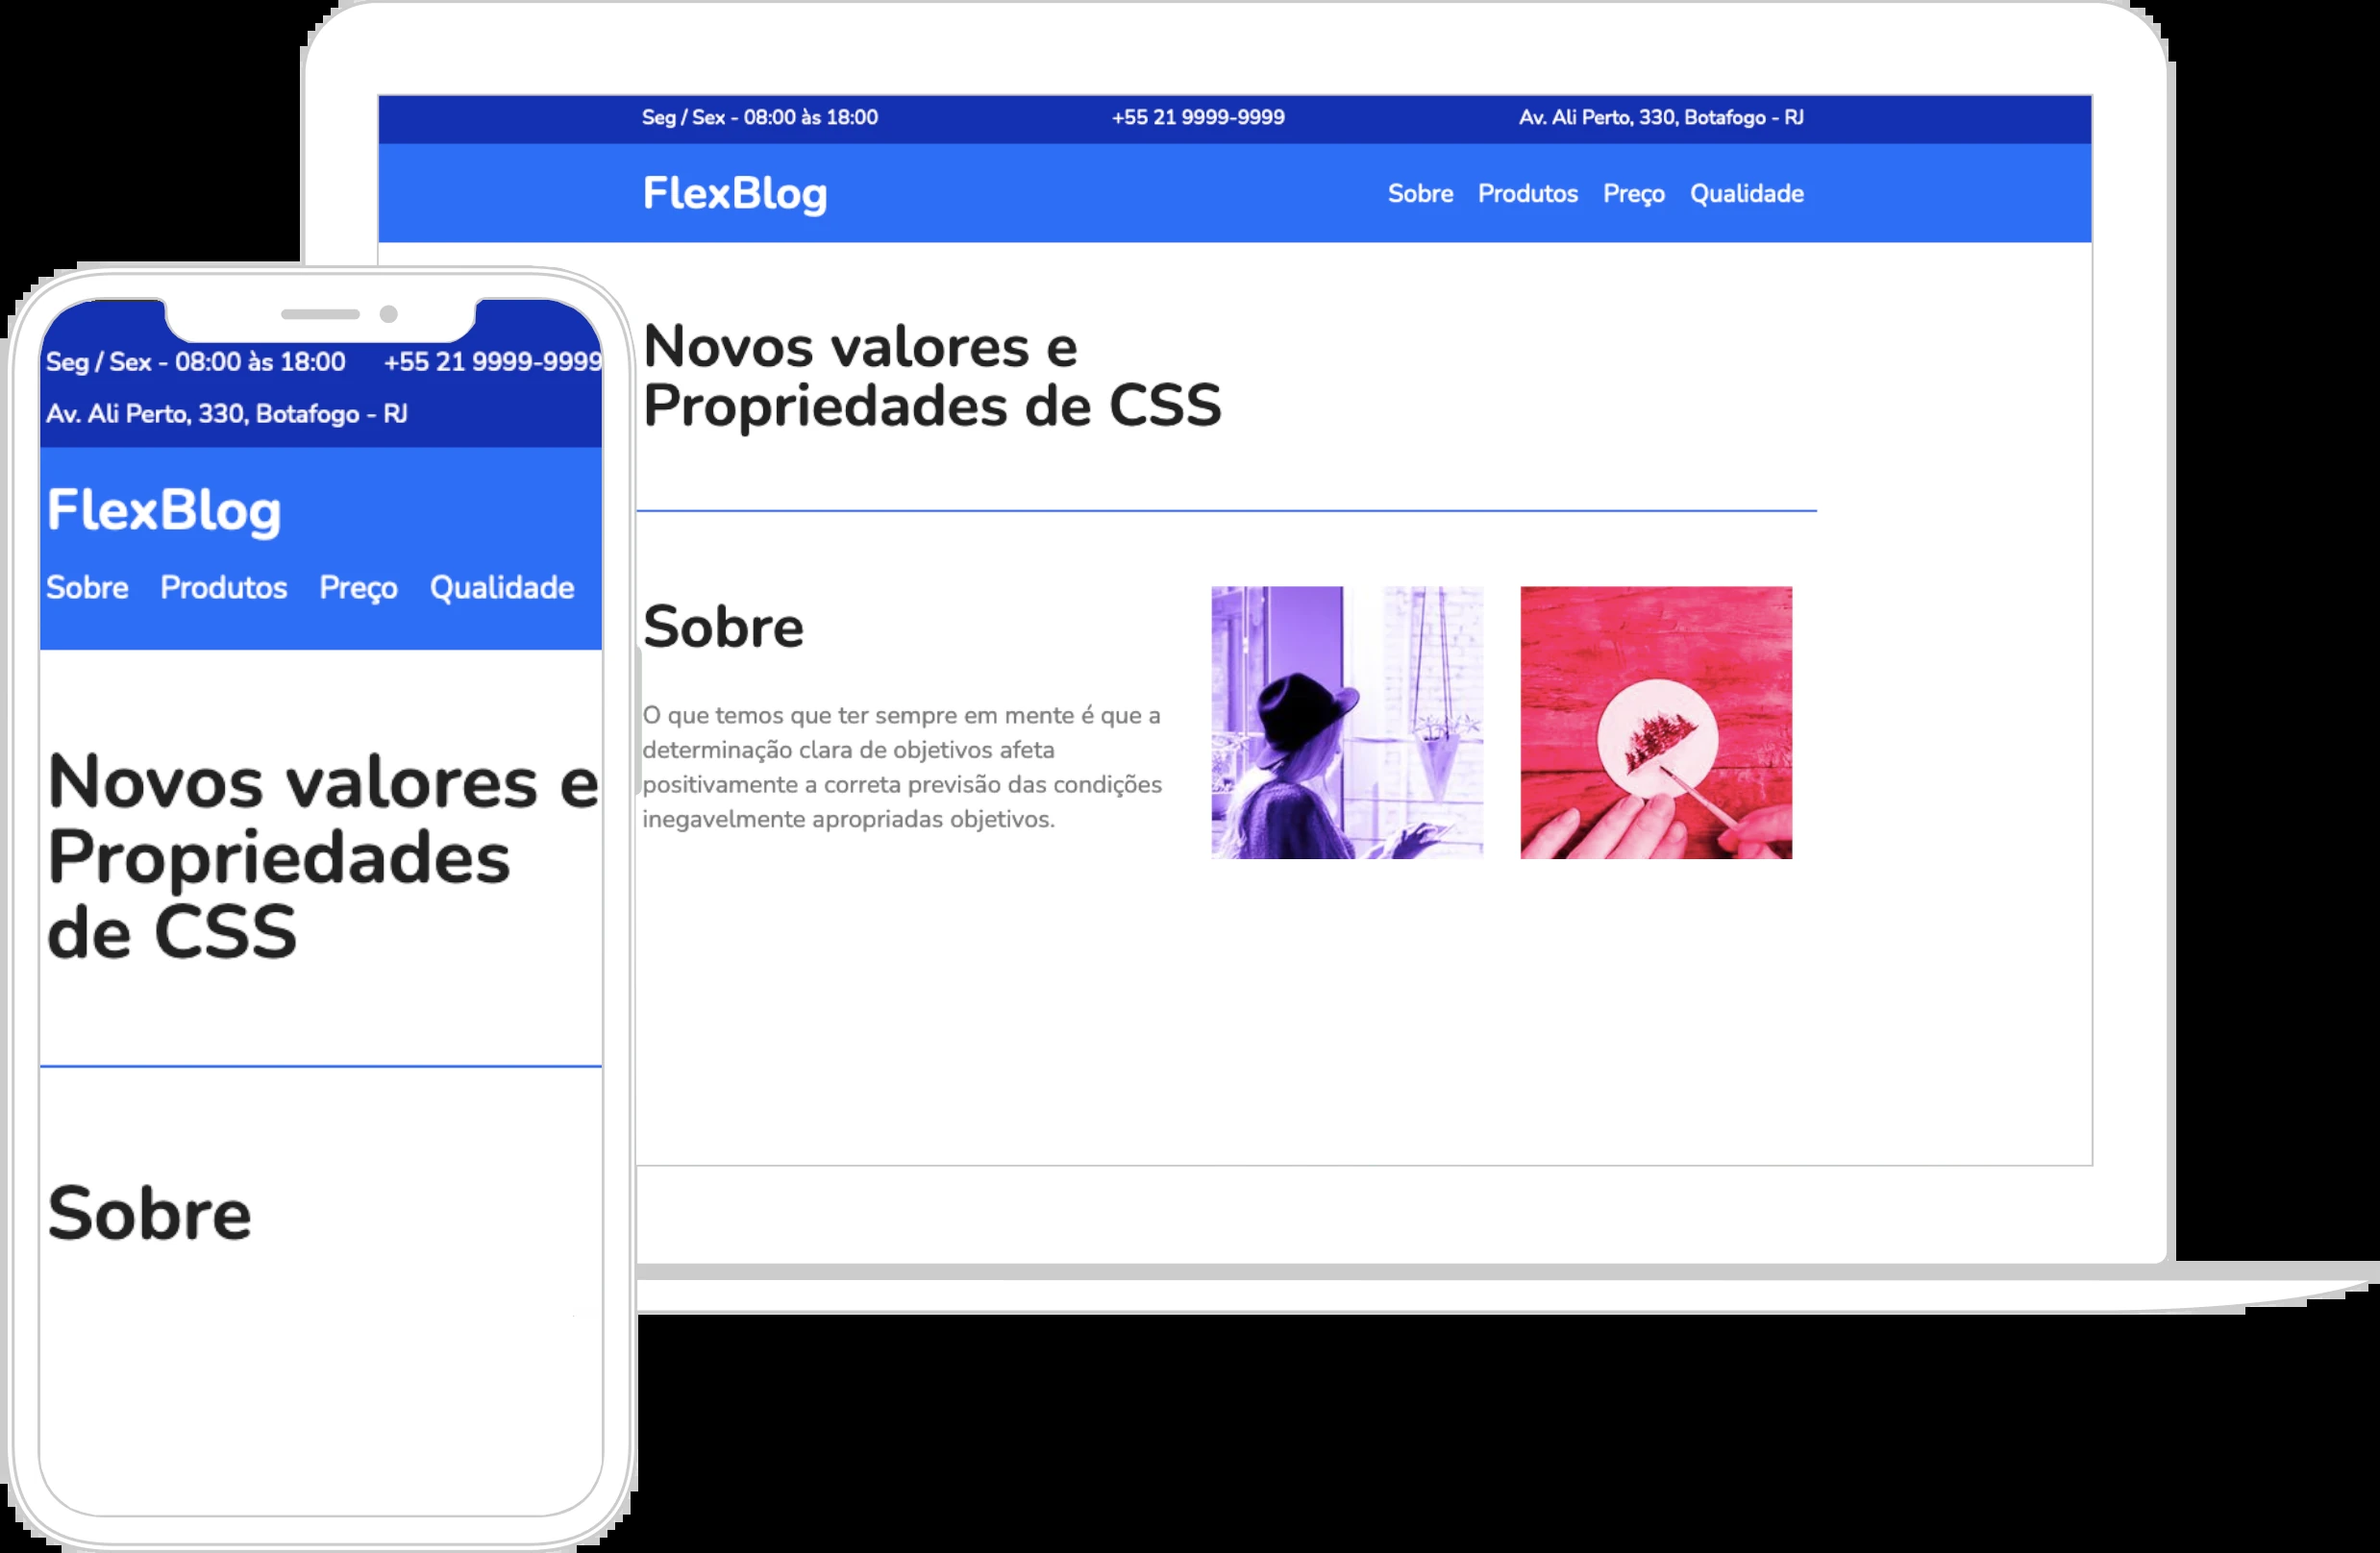 Seg / Sex - 08:00 às 18:00 +55 21 9999-9999 Av. Ali Perto, 330, Botafogo - RJ
FlexBlog Sobre Produtos Preço Qualidade
Novos valores e
Propriedades de CSS
Sobre
O que temos que ter sempre em mente é que a
determinação clara de objetivos afeta
positivamente a correta previsão das condições
inegavelmente apropriadas objetivos.
Seg / Sex - 08:00 às 18:00 +55 21 9999-9999
Av. Ali Perto, 330, Botafogo - RJ
FlexBlog
Sobre Produtos Preço Qualidade
Novos valores e
Propriedades
de CSS
Sobre